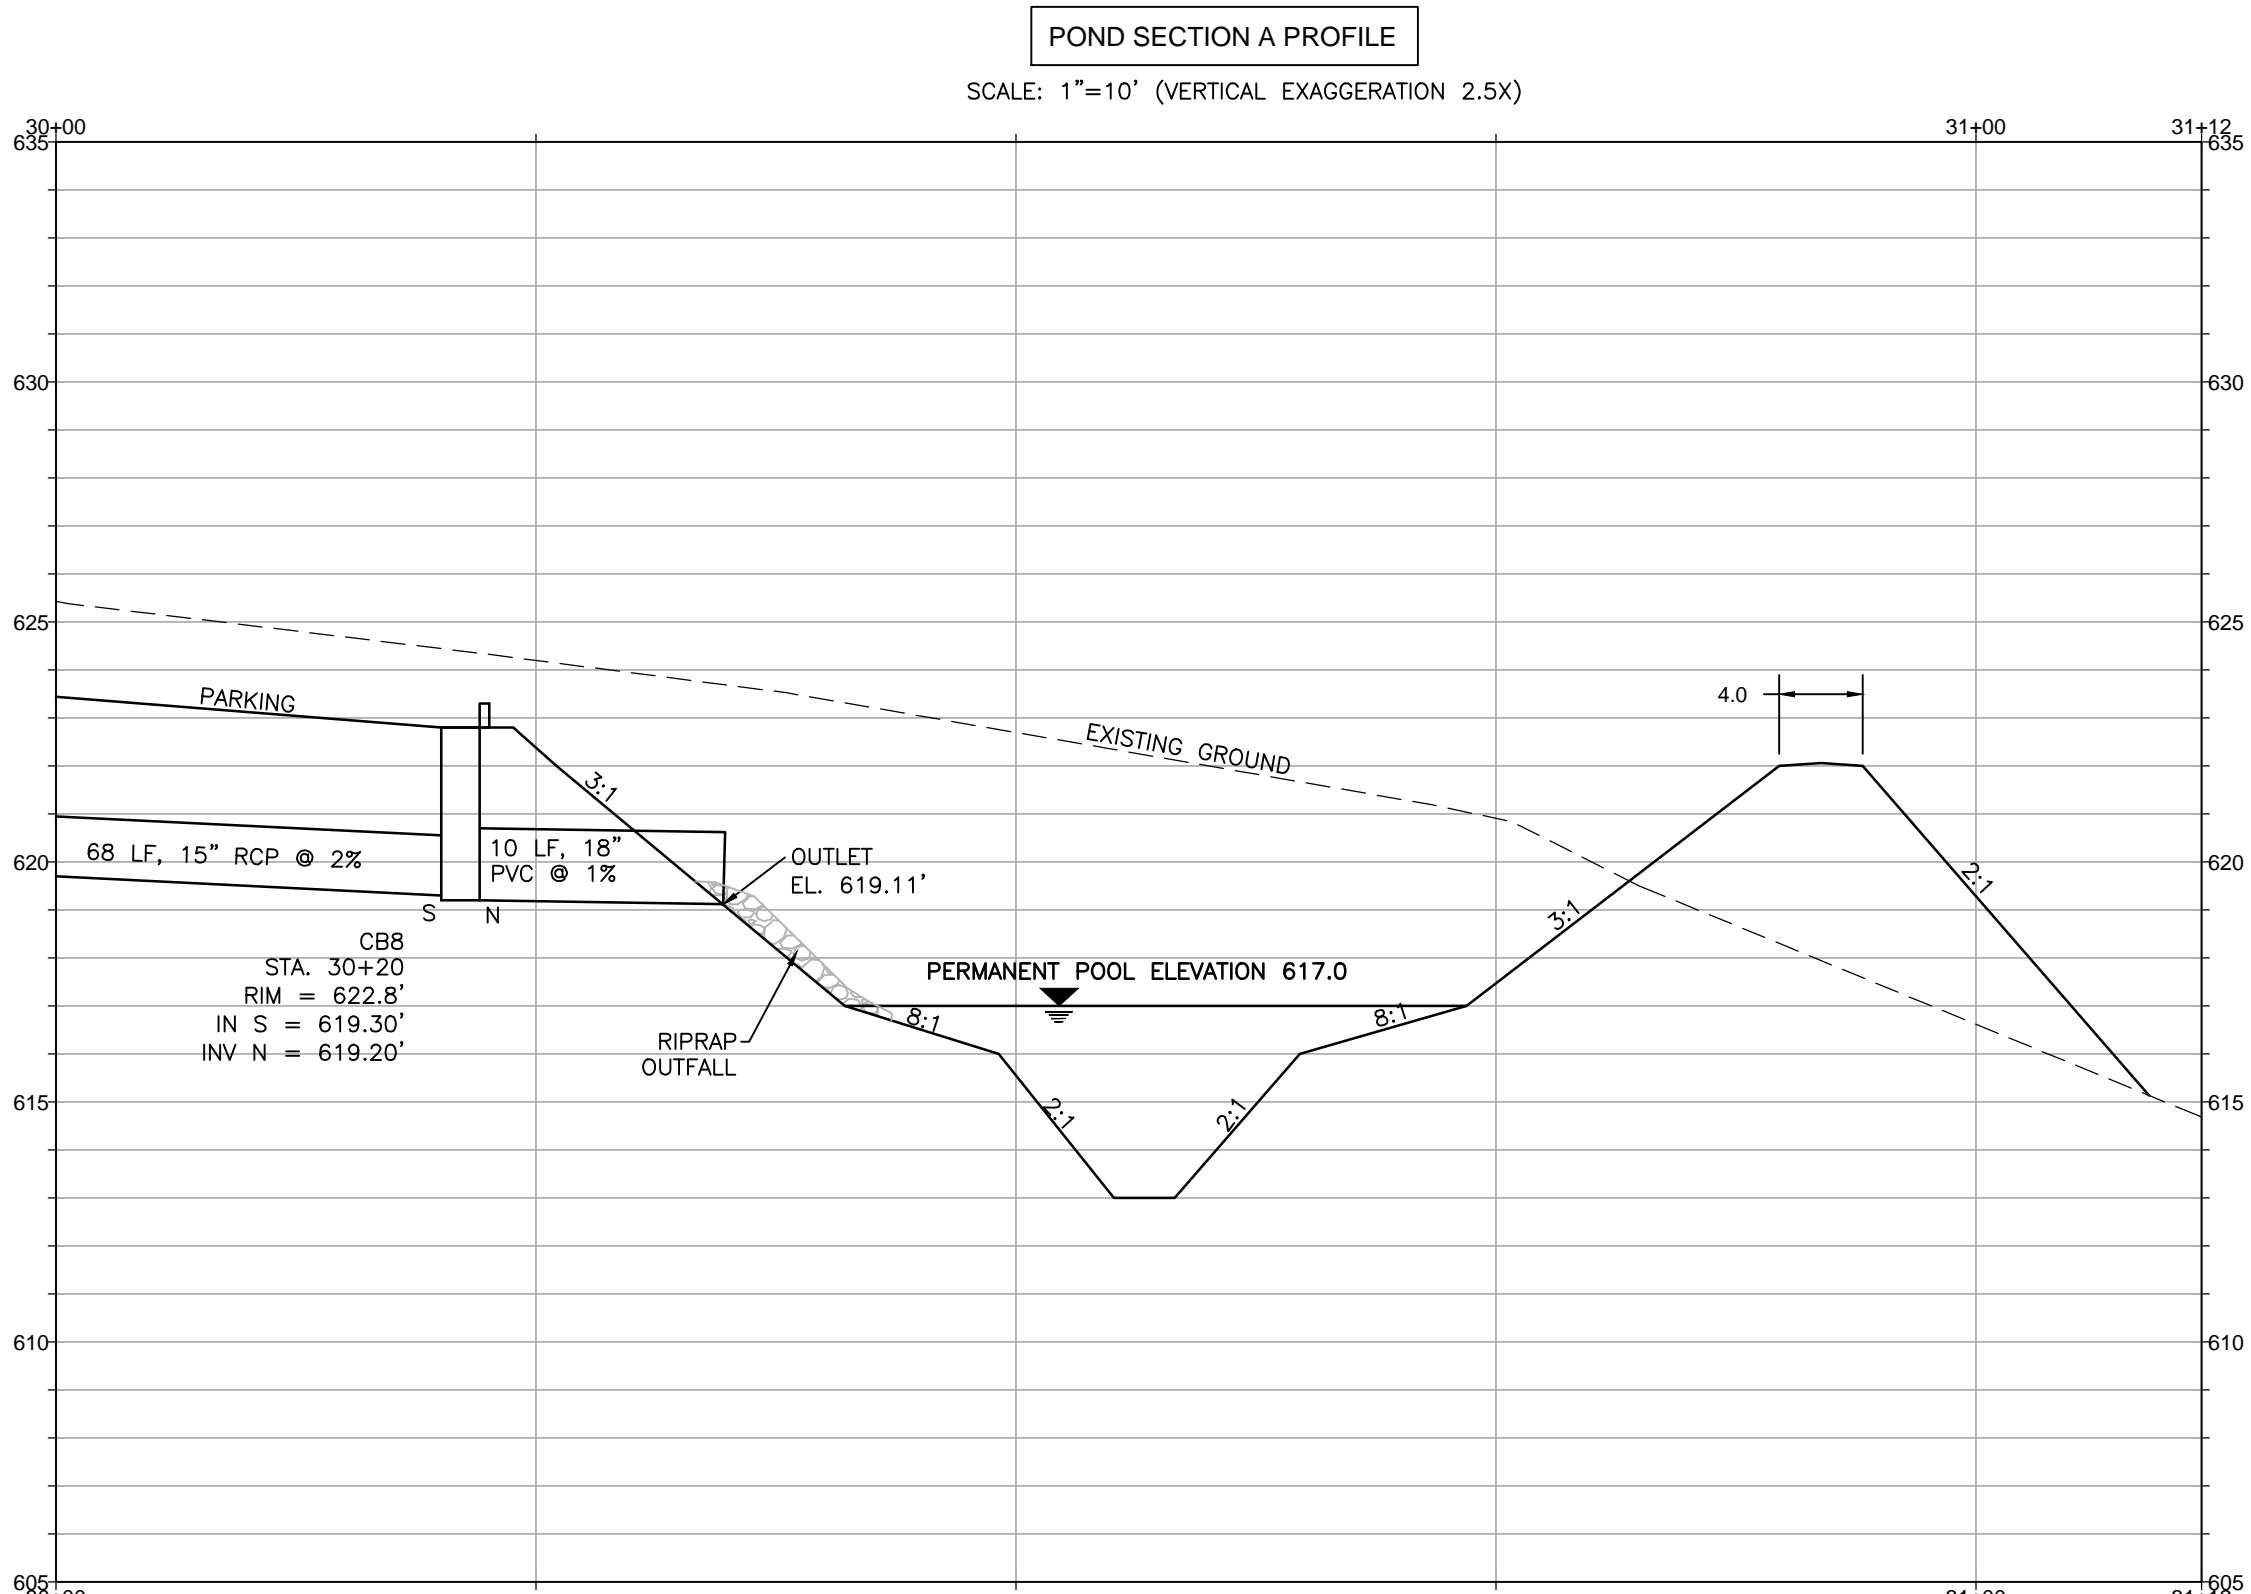 POND SECTION A PROFILE
SCALE: 1"=10' (VERTICAL EXAGGERATION 2.5X)
30+00
31+00
31+12
635
635
630
630
625
625
PARKING
4.0
EXISTING GROUND
3:1
68 LF, 15" RCP @ 2%
10 LF, 18"
PVC @ 1%
OUTLET
EL. 619.11'
620
620
2:1
3:1
S
N
CB8
STA. 30+20
RIM = 622.8'
IN S = 619.30'
INV N = 619.20'
PERMANENT POOL ELEVATION 617.0
8:1
8:1
RIPRAP
OUTFALL
615
615
2:1
2:1
610
610
605
605